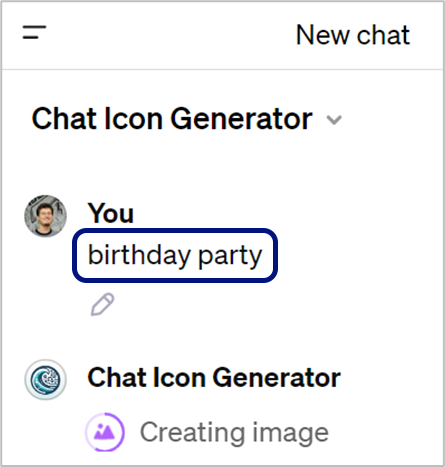 New chat
Chat Icon Generator
You
birthday party
Chat Icon Generator
Creating image